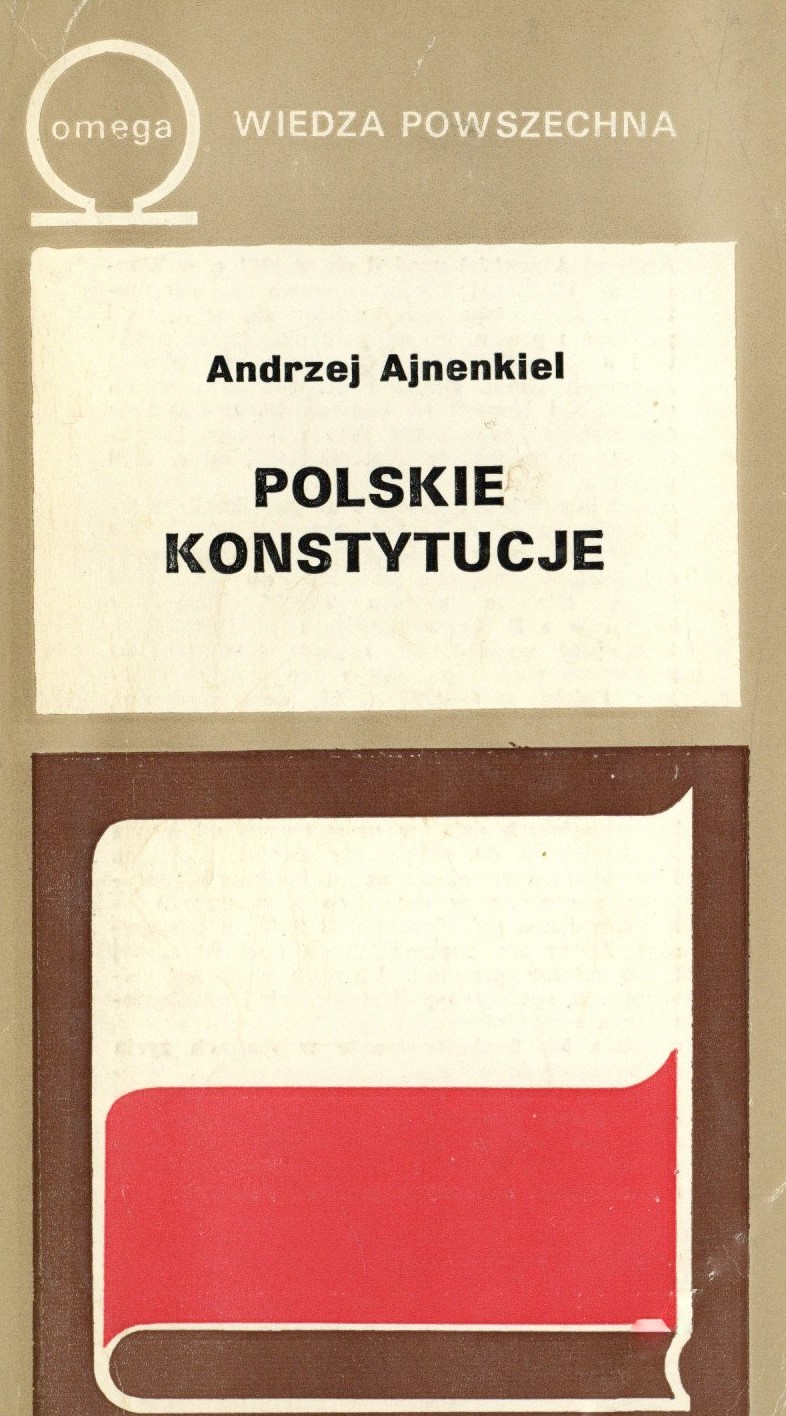 omega
WIEDZA POWSZECHNA
Andrzej Ajnenkiel
POLSKIE
KONSTYTUCJE